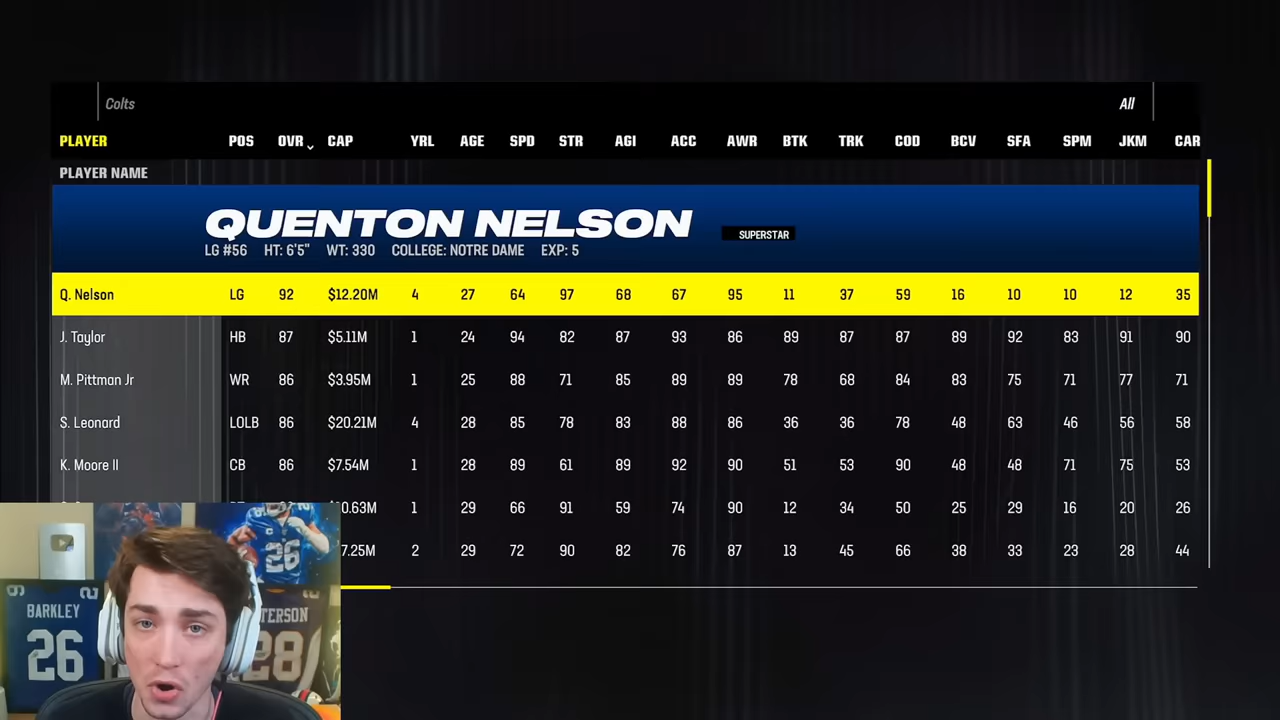 Colts All
PLAYER POS OVR CAP YRL AGE SPD STR AGI ACC AWR BTK TRK COD BCV SFA SPM JKM CAR
PLAYER NAME
QUENTON NELSON SUPERSTAR
LG #56 HT: 6'5" WT: 330 COLLEGE: NOTRE DAME EXP: 5
Q. Nelson LG 92 $12.20M 4 27 64 97 68 67 95 11 37 59 16 10 10 12 35
J. Taylor HB 87 $5.11M 1 24 94 82 87 93 86 89 87 87 89 92 83 91 90
M. Pittman Jr WR 86 $3.95M 1 25 88 71 85 89 89 78 68 84 83 75 71 77 71
S. Leonard LOLB 86 $20.21M 4 28 85 78 83 88 86 36 36 78 48 63 46 56 58
K. Moore II CB 86 $7.54M 1 28 89 61 89 92 90 51 53 90 48 48 71 75 53
0.63M 1 29 66 91 59 74 90 12 34 50 25 29 16 20 26
7.25M 2 29 72 90 82 76 87 13 45 66 38 33 23 28 44
26
BARKLEY
26
TERSON
28